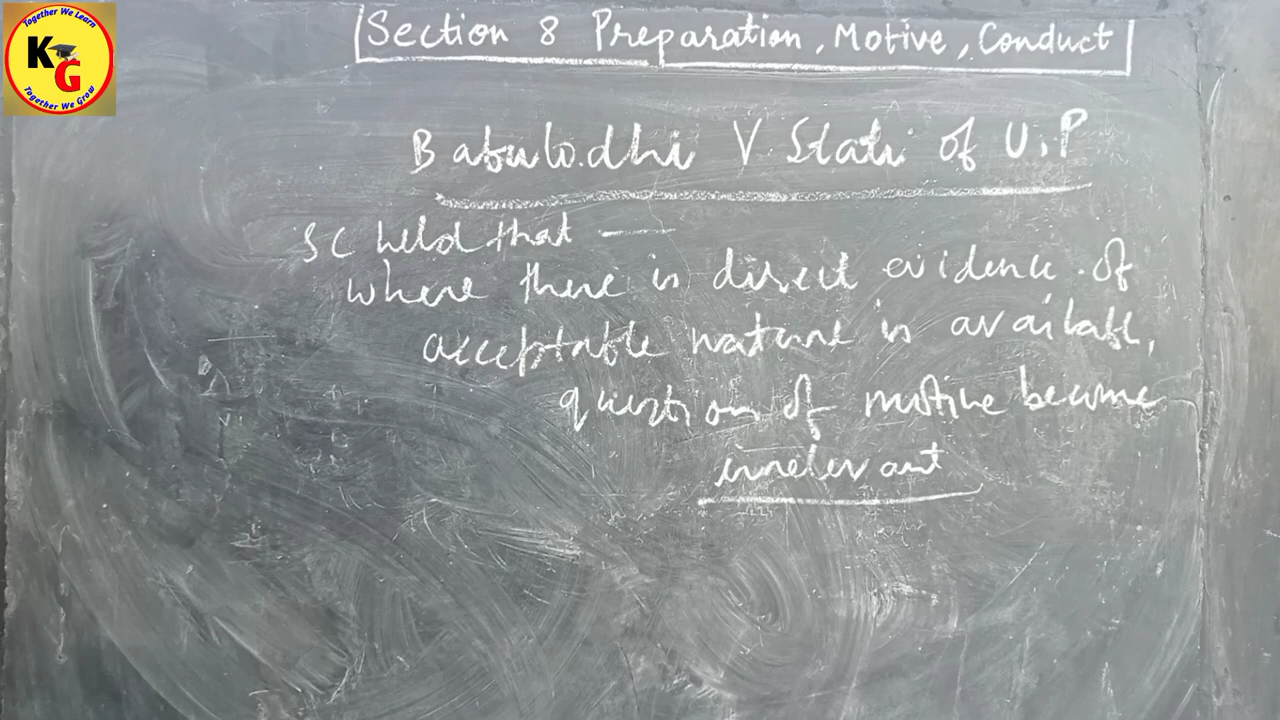 Together We Learn
KG
Together We Grow
Section 8 Preparation, Motive, Conduct
Babulodhi V State of U.P
SC held that —
where there is direct evidence of
acceptable nature is available,
question of motive become
irrelevant